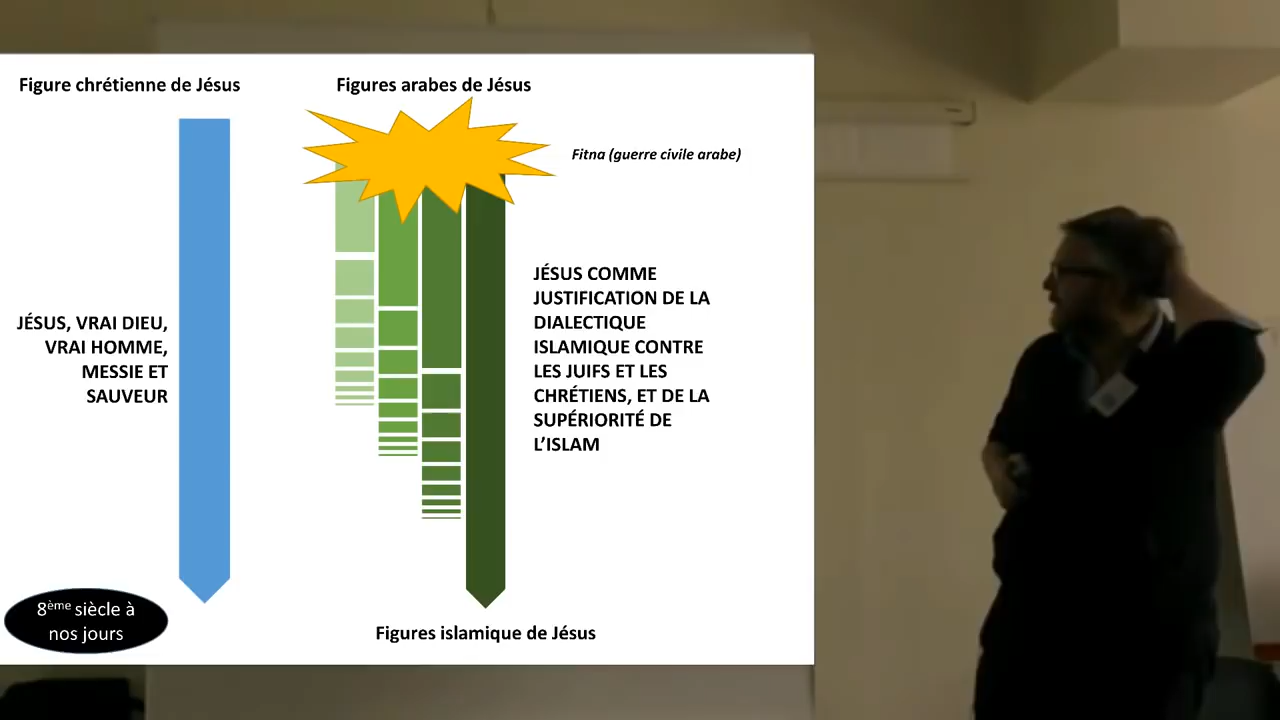 Figure chrétienne de Jésus
Figures arabes de Jésus
Fitna (guerre civile arabe)
JÉSUS, VRAI DIEU,
VRAI HOMME,
MESSIE ET
SAUVEUR
JÉSUS COMME
JUSTIFICATION DE LA
DIALECTIQUE
ISLAMIQUE CONTRE
LES JUIFS ET LES
CHRÉTIENS, ET DE LA
SUPÉRIORITÉ DE
L’ISLAM
8ème siècle à
nos jours
Figures islamique de Jésus